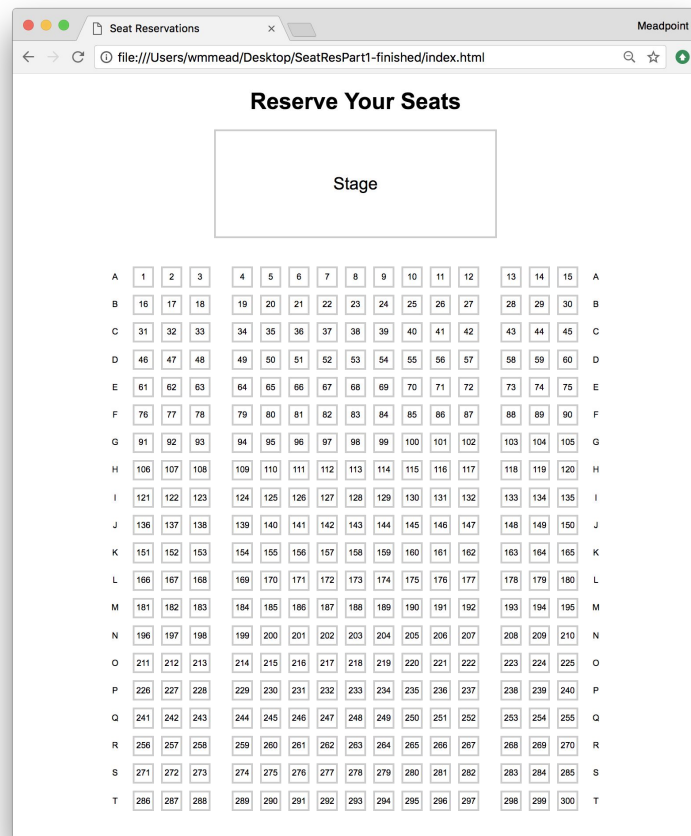 Seat Reservations
Meadpoint
file:///Users/wmmead/Desktop/SeatResPart1-finished/index.html
Reserve Your Seats
Stage
A 1 2 3 4 5 6 7 8 9 10 11 12 13 14 15 A
B 16 17 18 19 20 21 22 23 24 25 26 27 28 29 30 B
C 31 32 33 34 35 36 37 38 39 40 41 42 43 44 45 C
D 46 47 48 49 50 51 52 53 54 55 56 57 58 59 60 D
E 61 62 63 64 65 66 67 68 69 70 71 72 73 74 75 E
F 76 77 78 79 80 81 82 83 84 85 86 87 88 89 90 F
G 91 92 93 94 95 96 97 98 99 100 101 102 103 104 105 G
H 106 107 108 109 110 111 112 113 114 115 116 117 118 119 120 H
I 121 122 123 124 125 126 127 128 129 130 131 132 133 134 135 I
J 136 137 138 139 140 141 142 143 144 145 146 147 148 149 150 J
K 151 152 153 154 155 156 157 158 159 160 161 162 163 164 165 K
L 166 167 168 169 170 171 172 173 174 175 176 177 178 179 180 L
M 181 182 183 184 185 186 187 188 189 190 191 192 193 194 195 M
N 196 197 198 199 200 201 202 203 204 205 206 207 208 209 210 N
O 211 212 213 214 215 216 217 218 219 220 221 222 223 224 225 O
P 226 227 228 229 230 231 232 233 234 235 236 237 238 239 240 P
Q 241 242 243 244 245 246 247 248 249 250 251 252 253 254 255 Q
R 256 257 258 259 260 261 262 263 264 265 266 267 268 269 270 R
S 271 272 273 274 275 276 277 278 279 280 281 282 283 284 285 S
T 286 287 288 289 290 291 292 293 294 295 296 297 298 299 300 T